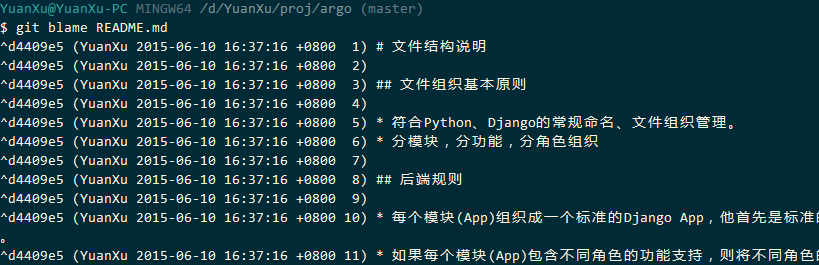 YuanXu@YuanXu-PC MINGW64 /d/YuanXu/proj/argo (master)
$ git blame README.md
^d4409e5 (YuanXu 2015-06-10 16:37:16 +0800  1) # 文件结构说明
^d4409e5 (YuanXu 2015-06-10 16:37:16 +0800  2)
^d4409e5 (YuanXu 2015-06-10 16:37:16 +0800  3) ## 文件组织基本原则
^d4409e5 (YuanXu 2015-06-10 16:37:16 +0800  4)
^d4409e5 (YuanXu 2015-06-10 16:37:16 +0800  5) * 符合Python、Django的常规命名、文件组织管理。
^d4409e5 (YuanXu 2015-06-10 16:37:16 +0800  6) * 分模块，分功能，分角色组织
^d4409e5 (YuanXu 2015-06-10 16:37:16 +0800  7)
^d4409e5 (YuanXu 2015-06-10 16:37:16 +0800  8) ## 后端规则
^d4409e5 (YuanXu 2015-06-10 16:37:16 +0800  9)
^d4409e5 (YuanXu 2015-06-10 16:37:16 +0800 10) * 每个模块(App)组织成一个标准的Django App，他首先是标准的
。
^d4409e5 (YuanXu 2015-06-10 16:37:16 +0800 11) * 如果每个模块(App)包含不同角色的功能支持，则将不同角色的